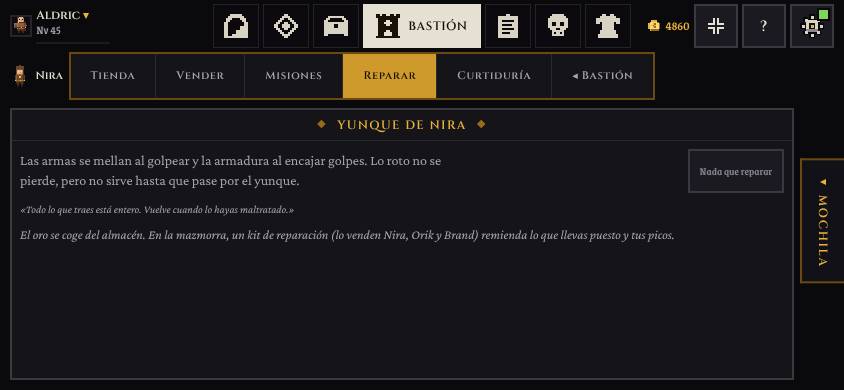 Aldric ▾
Nv 45
Bastión
4860
?
Nira
Tienda
Vender
Misiones
Reparar
Curtiduría
◂ Bastión
◆ YUNQUE DE NIRA ◆
Las armas se mellan al golpear y la armadura al encajar golpes. Lo roto no se
pierde, pero no sirve hasta que pase por el yunque.
Nada que reparar
«Todo lo que traes está entero. Vuelve cuando lo hayas maltratado.»
El oro se coge del almacén. En la mazmorra, un kit de reparación (lo venden Nira, Orik y Brand) remienda lo que llevas puesto y tus picos.
◂ MOCHILA